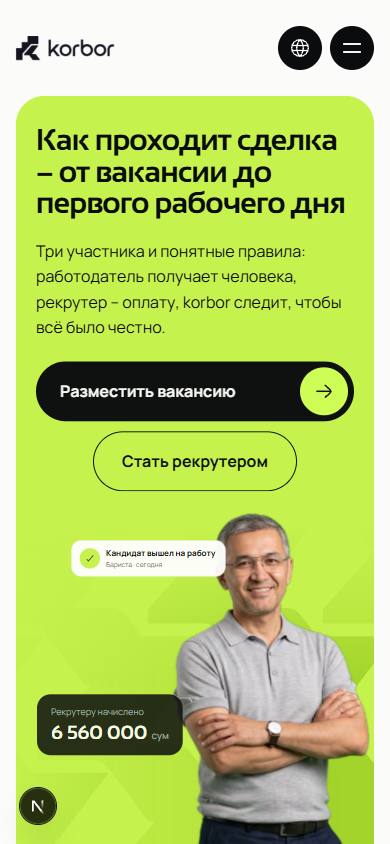 korbor
Как проходит сделка
– от вакансии до
первого рабочего дня
Три участника и понятные правила:
работодатель получает человека,
рекрутер – оплату, korbor следит, чтобы
всё было честно.
Разместить вакансию
Стать рекрутером
Кандидат вышел на работу
Бариста · сегодня
Рекрутеру начислено
6 560 000 сум
N